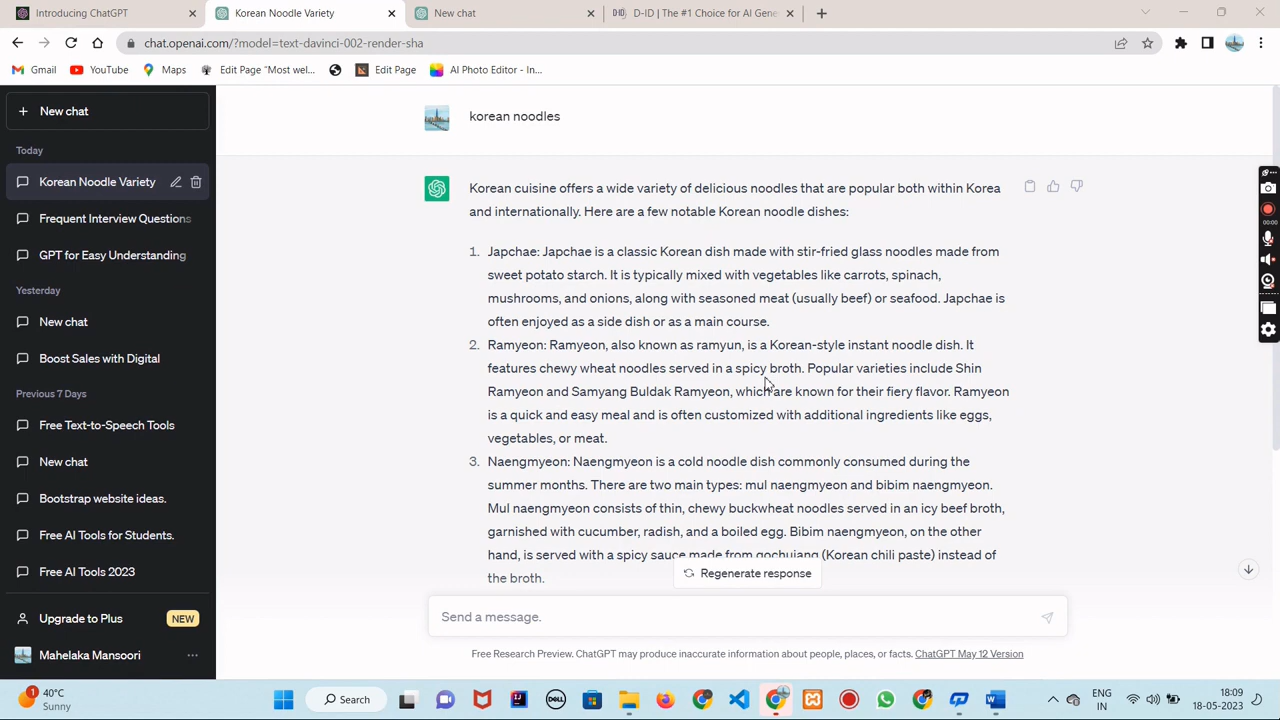 Introducing ChatGPT
Korean Noodle Variety
New chat
D-ID | The #1 Choice for AI Gene
chat.openai.com/?model=text-davinci-002-render-sha
Gmail
YouTube
Maps
Edit Page "Most wel...
Edit Page
AI Photo Editor - In...
New chat
Today
Korean Noodle Variety
Frequent Interview Questions
GPT for Easy Understanding
Yesterday
New chat
Boost Sales with Digital
Previous 7 Days
Free Text-to-Speech Tools
New chat
Bootstrap website ideas.
Free AI Tools for Students.
Free AI Tools 2023
Upgrade to Plus
NEW
Mahelaka Mansoori
korean noodles
Korean cuisine offers a wide variety of delicious noodles that are popular both within Korea
and internationally. Here are a few notable Korean noodle dishes:
1. Japchae: Japchae is a classic Korean dish made with stir-fried glass noodles made from
sweet potato starch. It is typically mixed with vegetables like carrots, spinach,
mushrooms, and onions, along with seasoned meat (usually beef) or seafood. Japchae is
often enjoyed as a side dish or as a main course.
2. Ramyeon: Ramyeon, also known as ramyun, is a Korean-style instant noodle dish. It
features chewy wheat noodles served in a spicy broth. Popular varieties include Shin
Ramyeon and Samyang Buldak Ramyeon, which are known for their fiery flavor. Ramyeon
is a quick and easy meal and is often customized with additional ingredients like eggs,
vegetables, or meat.
3. Naengmyeon: Naengmyeon is a cold noodle dish commonly consumed during the
summer months. There are two main types: mul naengmyeon and bibim naengmyeon.
Mul naengmyeon consists of thin, chewy buckwheat noodles served in an icy beef broth,
garnished with cucumber, radish, and a boiled egg. Bibim naengmyeon, on the other
hand, is served with a spicy sauce made from gochujang (Korean chili paste) instead of
the broth.
Regenerate response
Send a message.
Free Research Preview. ChatGPT may produce inaccurate information about people, places, or facts. ChatGPT May 12 Version
00:00
1
40°C
Sunny
Search
DELL
ENG
IN
18:09
18-05-2023